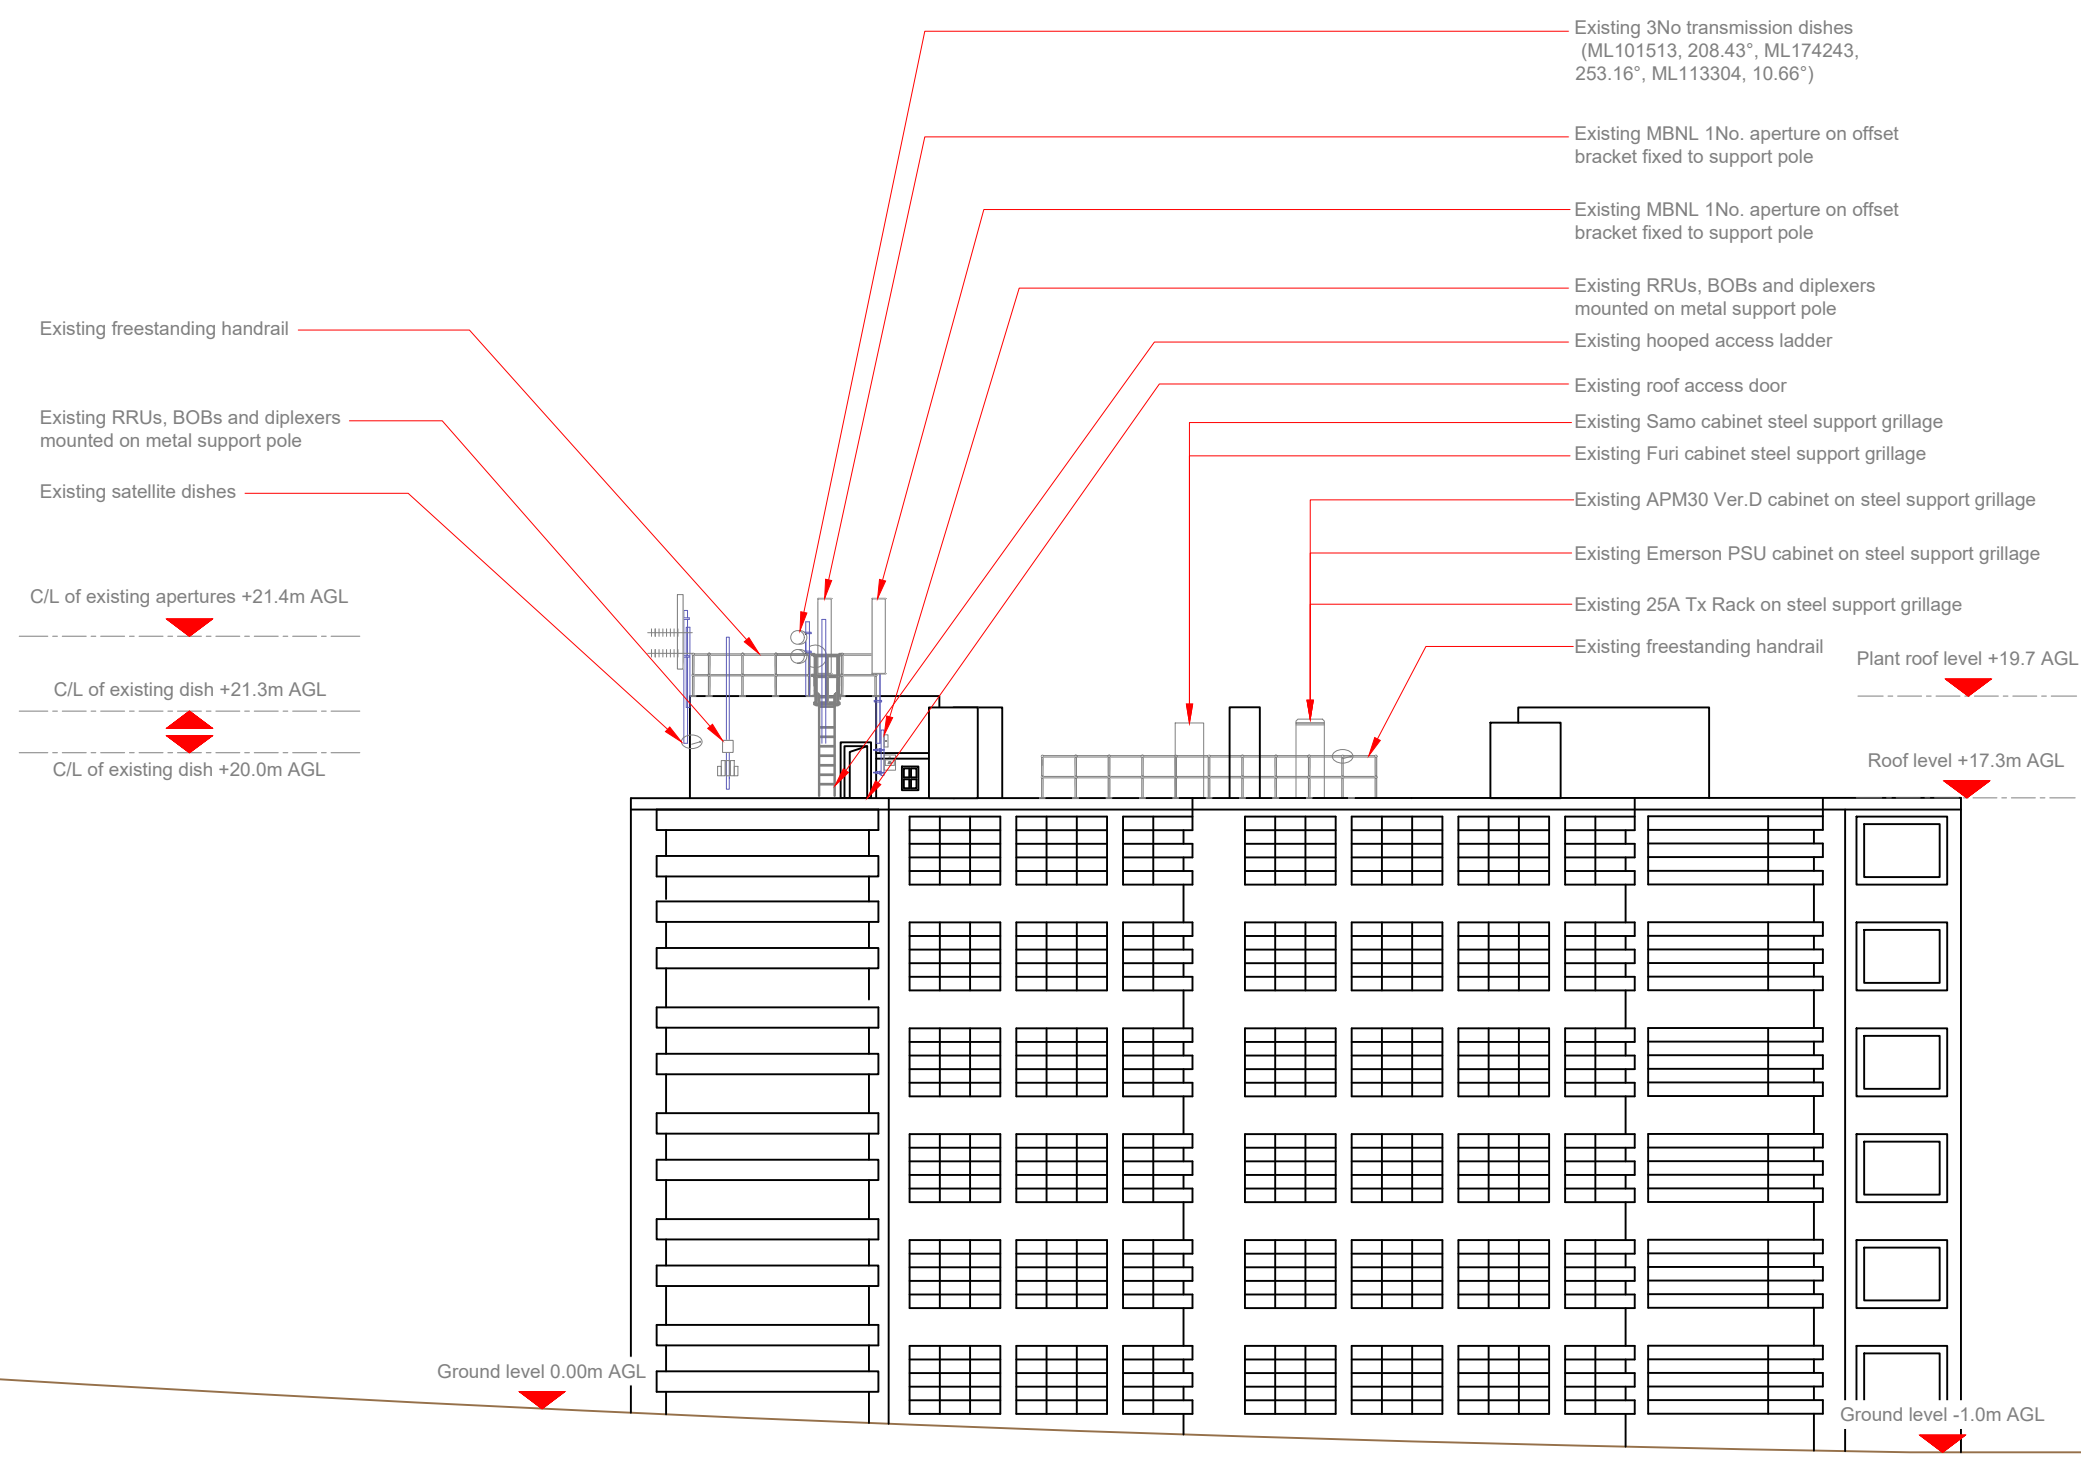 Existing 3No transmission dishes
(ML101513, 208.43°, ML174243,
253.16°, ML113304, 10.66°)
Existing MBNL 1No. aperture on offset
bracket fixed to support pole
Existing MBNL 1No. aperture on offset
bracket fixed to support pole
Existing RRUs, BOBs and diplexers
mounted on metal support pole
Existing hooped access ladder
Existing roof access door
Existing Samo cabinet steel support grillage
Existing Furi cabinet steel support grillage
Existing APM30 Ver.D cabinet on steel support grillage
Existing Emerson PSU cabinet on steel support grillage
Existing 25A Tx Rack on steel support grillage
Existing freestanding handrail
Plant roof level +19.7 AGL
Roof level +17.3m AGL
Existing freestanding handrail
Existing RRUs, BOBs and diplexers
mounted on metal support pole
Existing satellite dishes
C/L of existing apertures +21.4m AGL
C/L of existing dish +21.3m AGL
C/L of existing dish +20.0m AGL
Ground level 0.00m AGL
Ground level -1.0m AGL